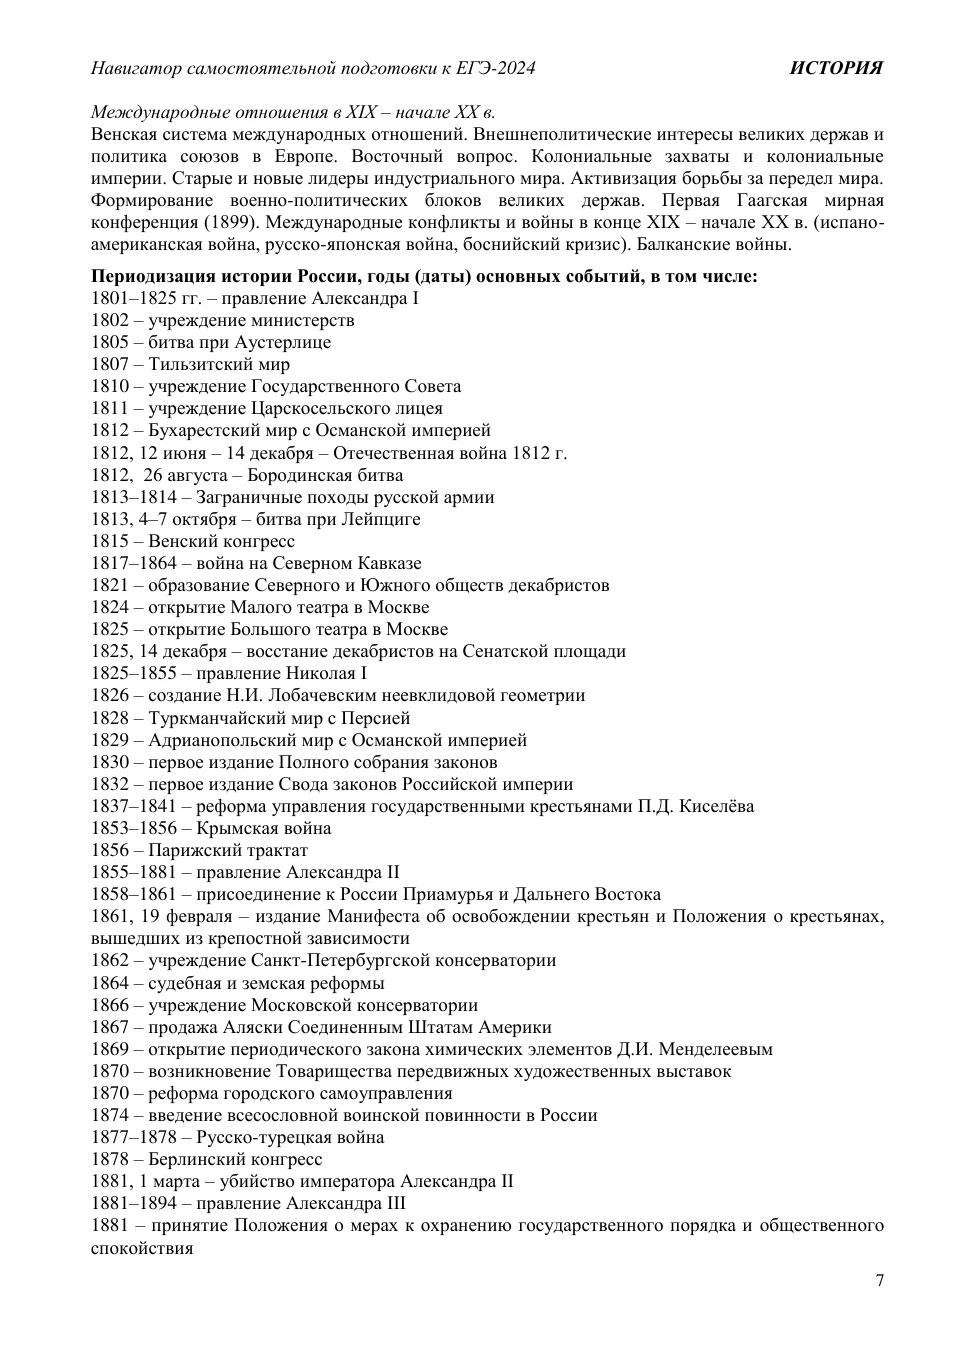 Навигатор самостоятельной подготовки к ЕГЭ-2024 ИСТОРИЯ
Международные отношения в XIX – начале XX в.
Венская система международных отношений. Внешнеполитические интересы великих держав и
политика союзов в Европе. Восточный вопрос. Колониальные захваты и колониальные
империи. Старые и новые лидеры индустриального мира. Активизация борьбы за передел мира.
Формирование военно-политических блоков великих держав. Первая Гаагская мирная
конференция (1899). Международные конфликты и войны в конце XIX – начале XX в. (испано-
американская война, русско-японская война, боснийский кризис). Балканские войны.
Периодизация истории России, годы (даты) основных событий, в том числе:
1801–1825 гг. – правление Александра I
1802 – учреждение министерств
1805 – битва при Аустерлице
1807 – Тильзитский мир
1810 – учреждение Государственного Совета
1811 – учреждение Царскосельского лицея
1812 – Бухарестский мир с Османской империей
1812, 12 июня – 14 декабря – Отечественная война 1812 г.
1812, 26 августа – Бородинская битва
1813–1814 – Заграничные походы русской армии
1813, 4–7 октября – битва при Лейпциге
1815 – Венский конгресс
1817–1864 – война на Северном Кавказе
1821 – образование Северного и Южного обществ декабристов
1824 – открытие Малого театра в Москве
1825 – открытие Большого театра в Москве
1825, 14 декабря – восстание декабристов на Сенатской площади
1825–1855 – правление Николая I
1826 – создание Н.И. Лобачевским неевклидовой геометрии
1828 – Туркманчайский мир с Персией
1829 – Адрианопольский мир с Османской империей
1830 – первое издание Полного собрания законов
1832 – первое издание Свода законов Российской империи
1837–1841 – реформа управления государственными крестьянами П.Д. Киселёва
1853–1856 – Крымская война
1856 – Парижский трактат
1855–1881 – правление Александра II
1858–1861 – присоединение к России Приамурья и Дальнего Востока
1861, 19 февраля – издание Манифеста об освобождении крестьян и Положения о крестьянах,
вышедших из крепостной зависимости
1862 – учреждение Санкт-Петербургской консерватории
1864 – судебная и земская реформы
1866 – учреждение Московской консерватории
1867 – продажа Аляски Соединенным Штатам Америки
1869 – открытие периодического закона химических элементов Д.И. Менделеевым
1870 – возникновение Товарищества передвижных художественных выставок
1870 – реформа городского самоуправления
1874 – введение всесословной воинской повинности в России
1877–1878 – Русско-турецкая война
1878 – Берлинский конгресс
1881, 1 марта – убийство императора Александра II
1881–1894 – правление Александра III
1881 – принятие Положения о мерах к охранению государственного порядка и общественного
спокойствия
7